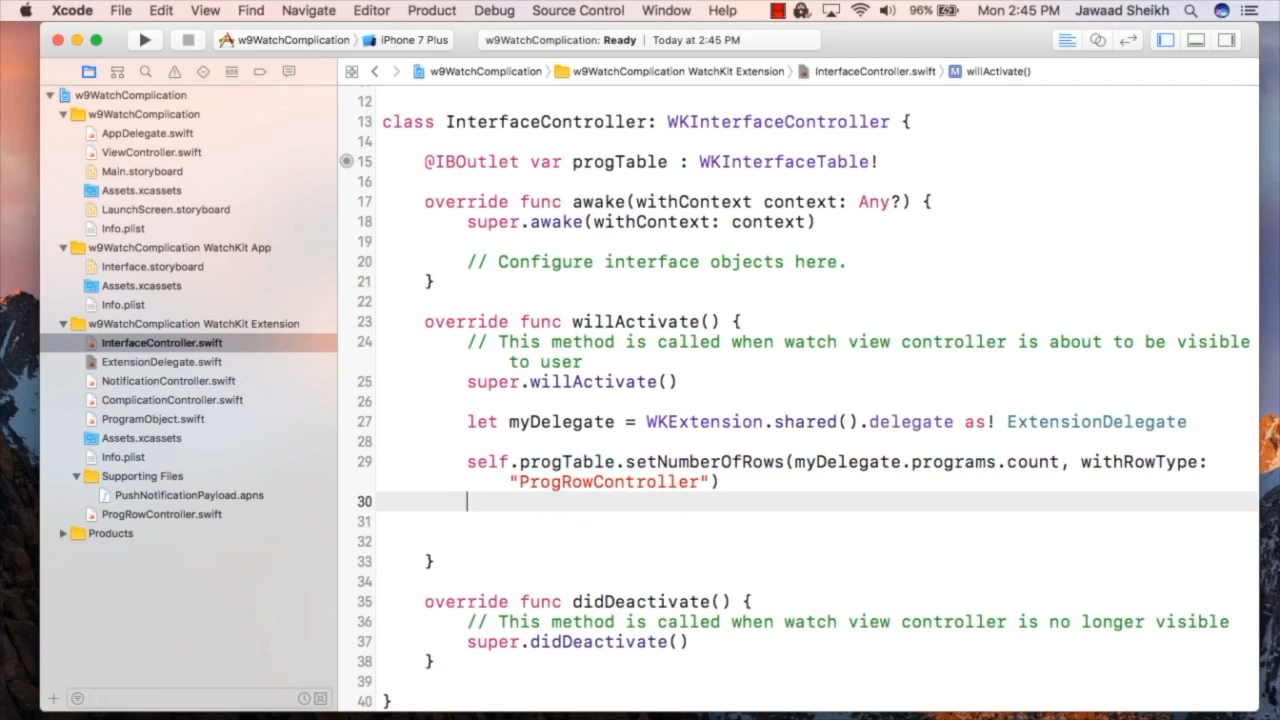 Xcode File Edit View Find Navigate Editor Product Debug Source Control Window Help 96% Mon 2:45 PM Jawaad Sheikh
w9WatchComplication iPhone 7 Plus w9WatchComplication: Ready | Today at 2:45 PM
w9WatchComplication w9WatchComplication WatchKit Extension InterfaceController.swift M willActivate()
w9WatchComplication
w9WatchComplication
AppDelegate.swift
ViewController.swift
Main.storyboard
Assets.xcassets
LaunchScreen.storyboard
Info.plist
w9WatchComplication WatchKit App
Interface.storyboard
Assets.xcassets
Info.plist
w9WatchComplication WatchKit Extension
InterfaceController.swift
ExtensionDelegate.swift
NotificationController.swift
ComplicationController.swift
ProgramObject.swift
Assets.xcassets
Info.plist
Supporting Files
PushNotificationPayload.apns
ProgRowController.swift
Products
12
13 class InterfaceController: WKInterfaceController {
14
15 @IBOutlet var progTable : WKInterfaceTable!
16
17 override func awake(withContext context: Any?) {
18 super.awake(withContext: context)
19
20 // Configure interface objects here.
21 }
22
23 override func willActivate() {
24 // This method is called when watch view controller is about to be visible
to user
25 super.willActivate()
26
27 let myDelegate = WKExtension.shared().delegate as! ExtensionDelegate
28
29 self.progTable.setNumberOfRows(myDelegate.programs.count, withRowType:
"ProgRowController")
30
31
32
33 }
34
35 override func didDeactivate() {
36 // This method is called when watch view controller is no longer visible
37 super.didDeactivate()
38 }
39
40 }